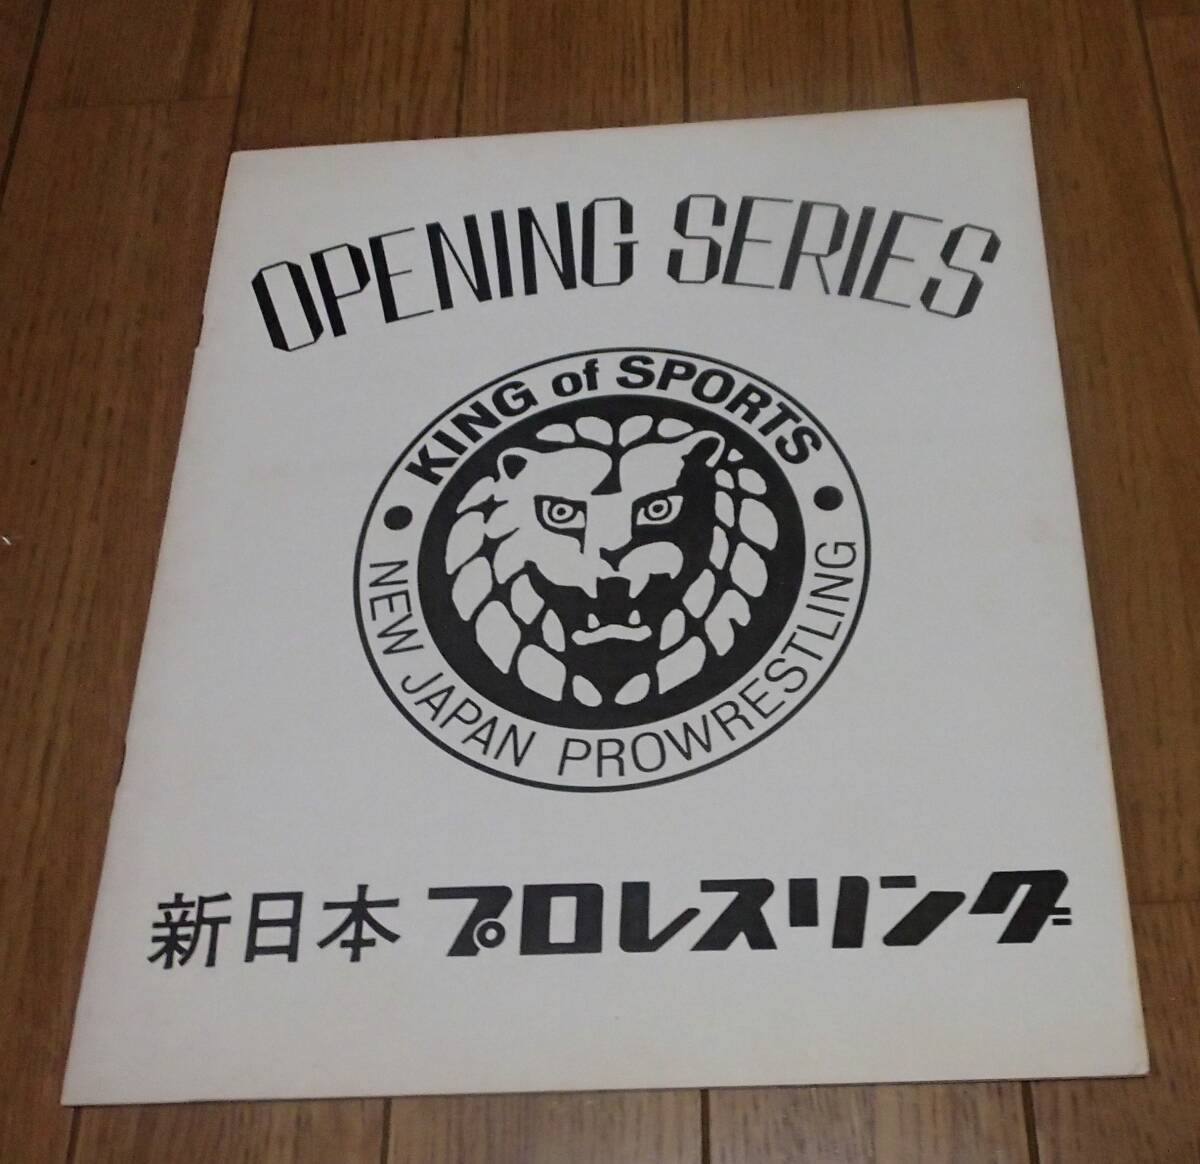 OPENING SERIES
KING of SPORTS
NEW JAPAN PROWRESTLING
新日本 プロレスリング